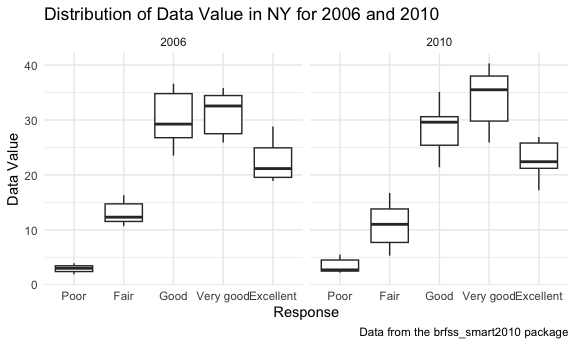 Distribution of Data Value in NY for 2006 and 2010
2006 2010
40
30
20
10
0
Data Value
Poor Fair Good Very good Excellent Poor Fair Good Very good Excellent
Response
Data from the brfss_smart2010 package